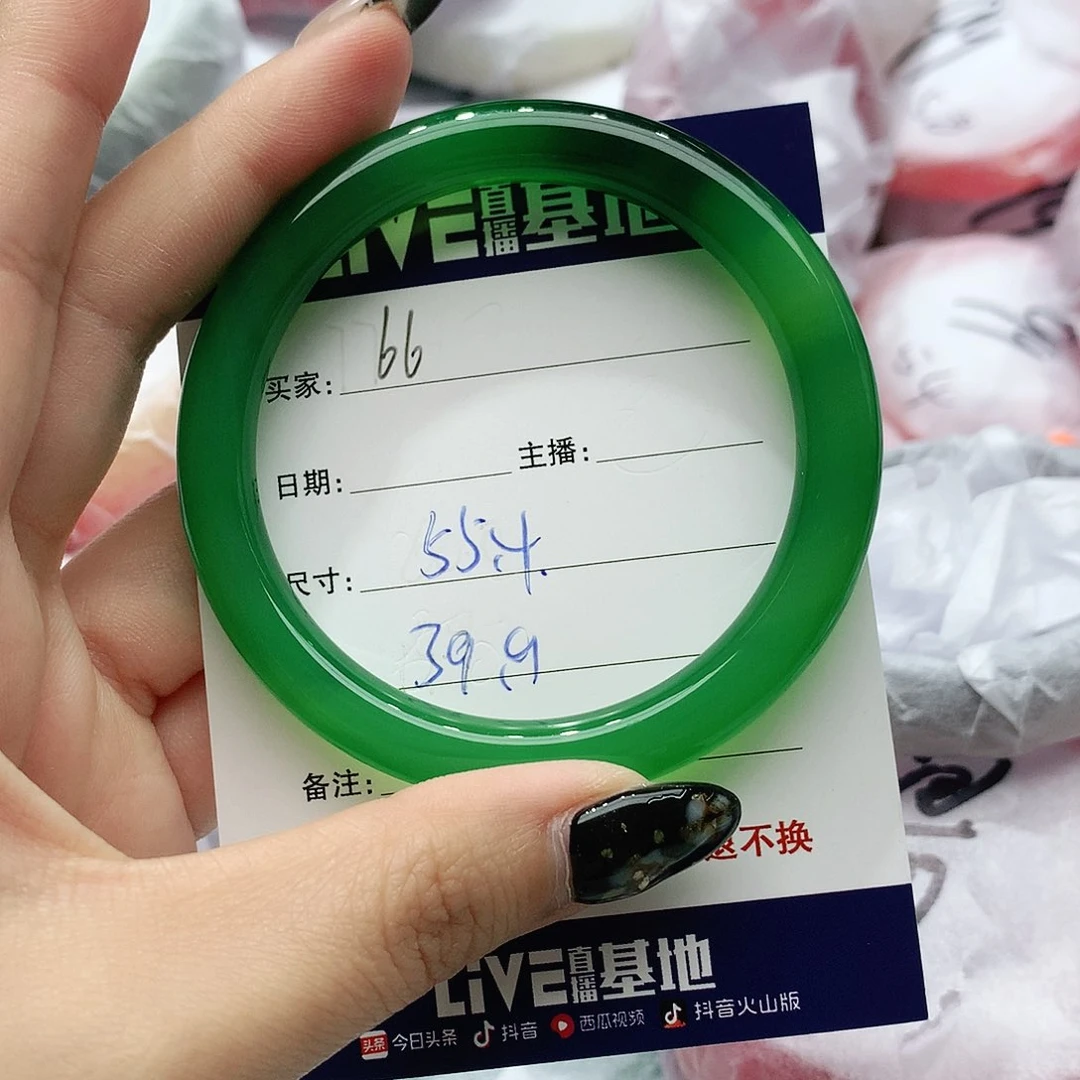 LiVE直播基地
买家: 66
日期: 主播:
尺寸: 55.4.
39.9
备注:
退不换
LiVE直播基地
头条 今日头条 抖音 西瓜视频 抖音火山版